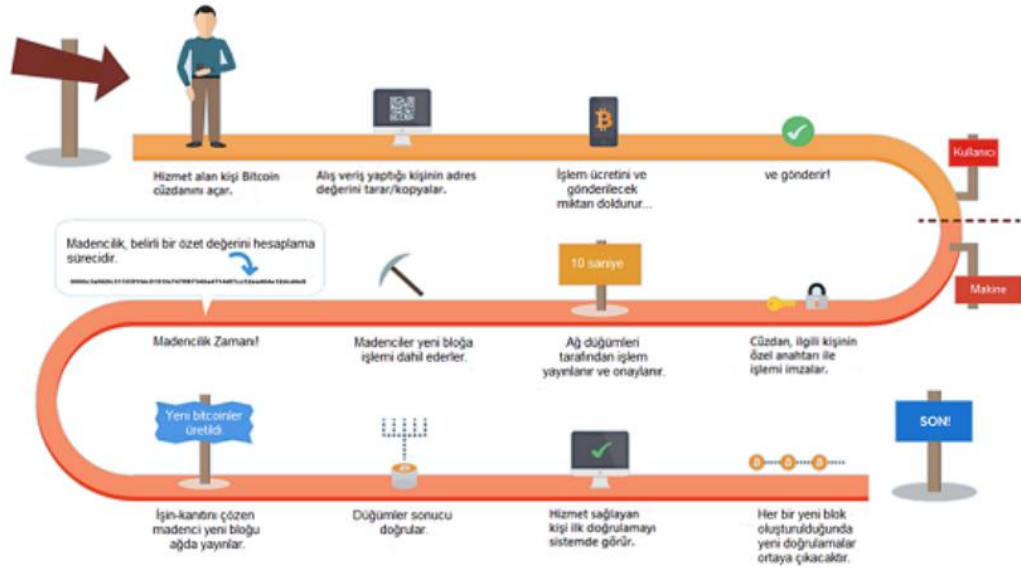 Hizmet alan kişi Bitcoin
cüzdanını açar.
Alış veriş yaptığı kişinin adres
değerini tarar/kopyalar.
İşlem ücretini ve
gönderilecek
miktarı doldurur...
ve gönderir!
Kullanıcı
Makine
Cüzdan, ilgili kişinin
özel anahtarı ile
işlemi imzalar.
10 saniye
Ağ düğümleri
tarafından işlem
yayınlanır ve onaylanır.
Madenciler yeni bloğa
işlemi dahil ederler.
Madencilik, belirli bir özet değerini hesaplama
sürecidir.
Madencilik Zamanı!
Yeni bitcoinler
üretildi.
İşin-kanıtını çözen
madenci yeni bloğu
ağda yayınlar.
Düğümler sonucu
doğrular.
Hizmet sağlayan
kişi ilk doğrulamayı
sistemde görür.
Her bir yeni blok
oluşturulduğunda
yeni doğrulamalar
ortaya çıkacaktır.
SON!